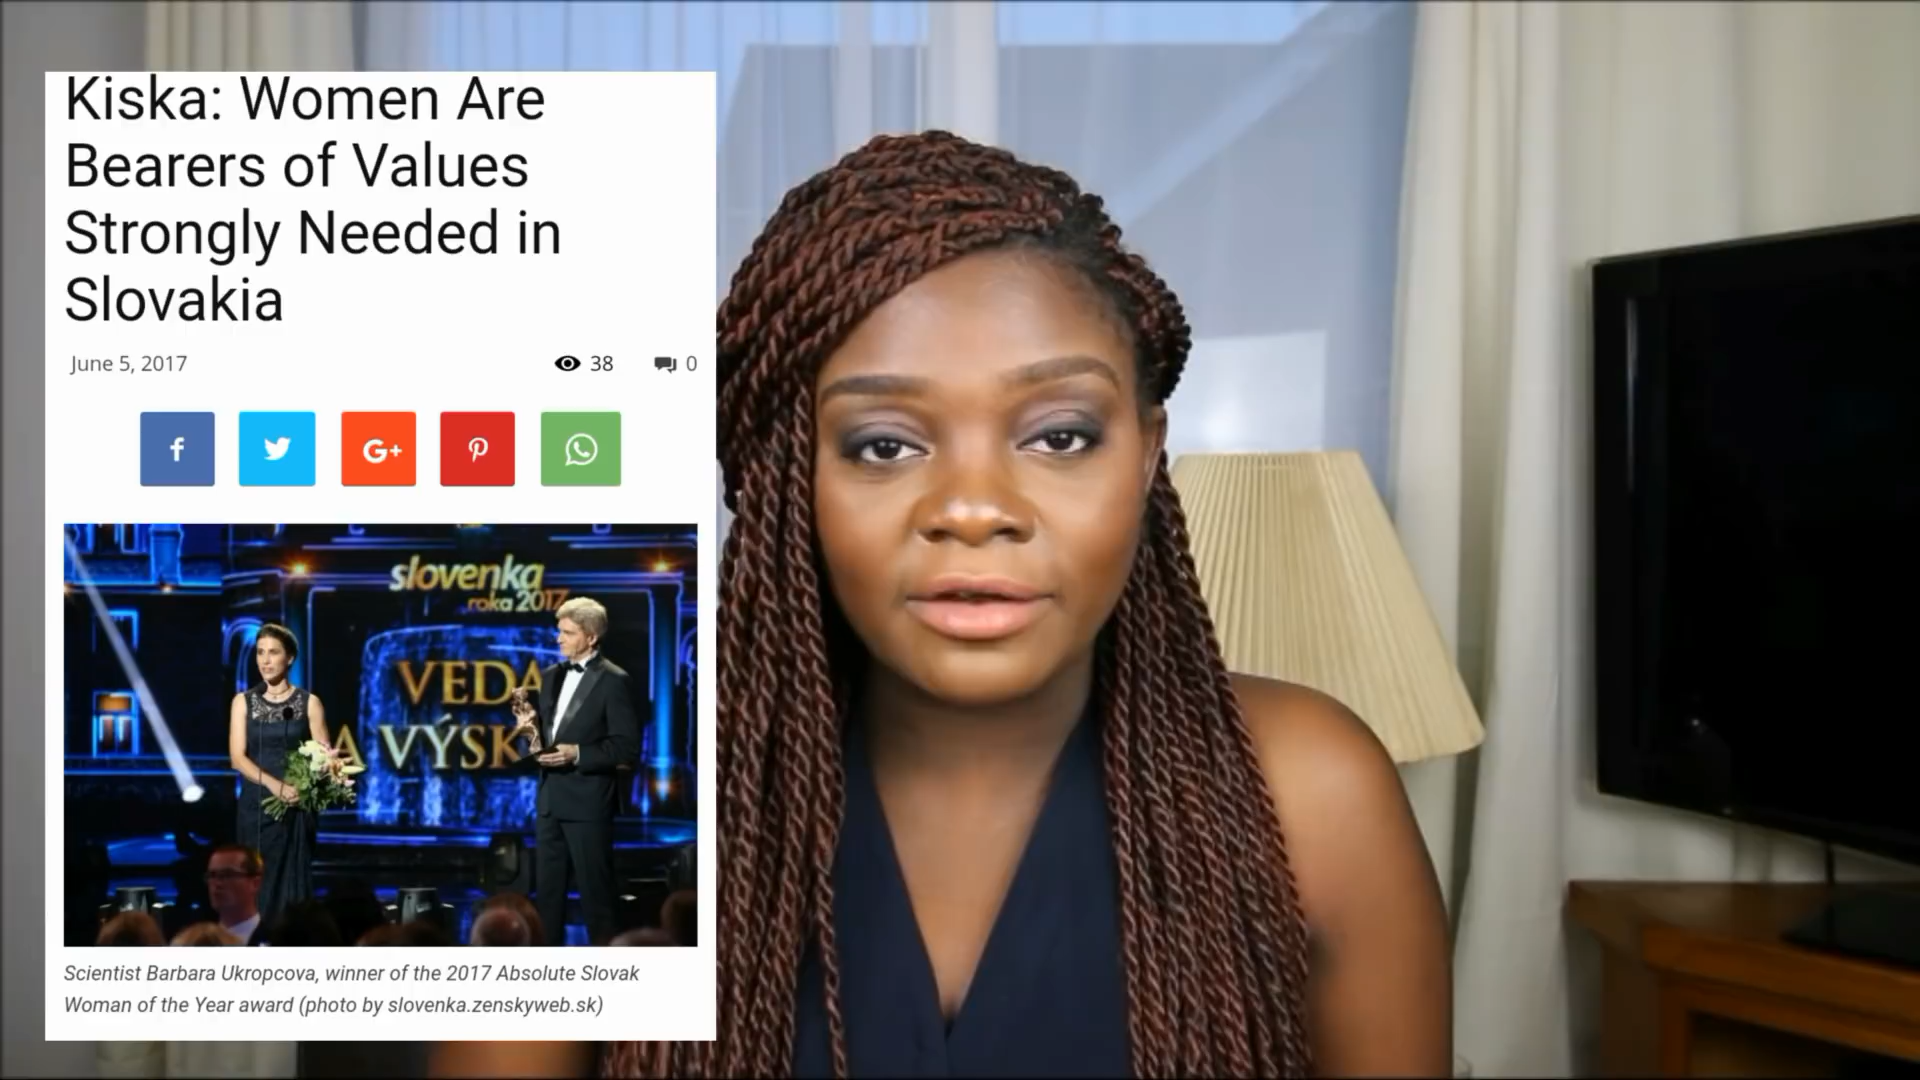 Kiska: Women Are
Bearers of Values
Strongly Needed in
Slovakia
June 5, 2017
38
0
f
G+
slovenka
roka 2017
VEDA
A VÝSK
Scientist Barbara Ukropcova, winner of the 2017 Absolute Slovak
Woman of the Year award (photo by slovenka.zenskyweb.sk)